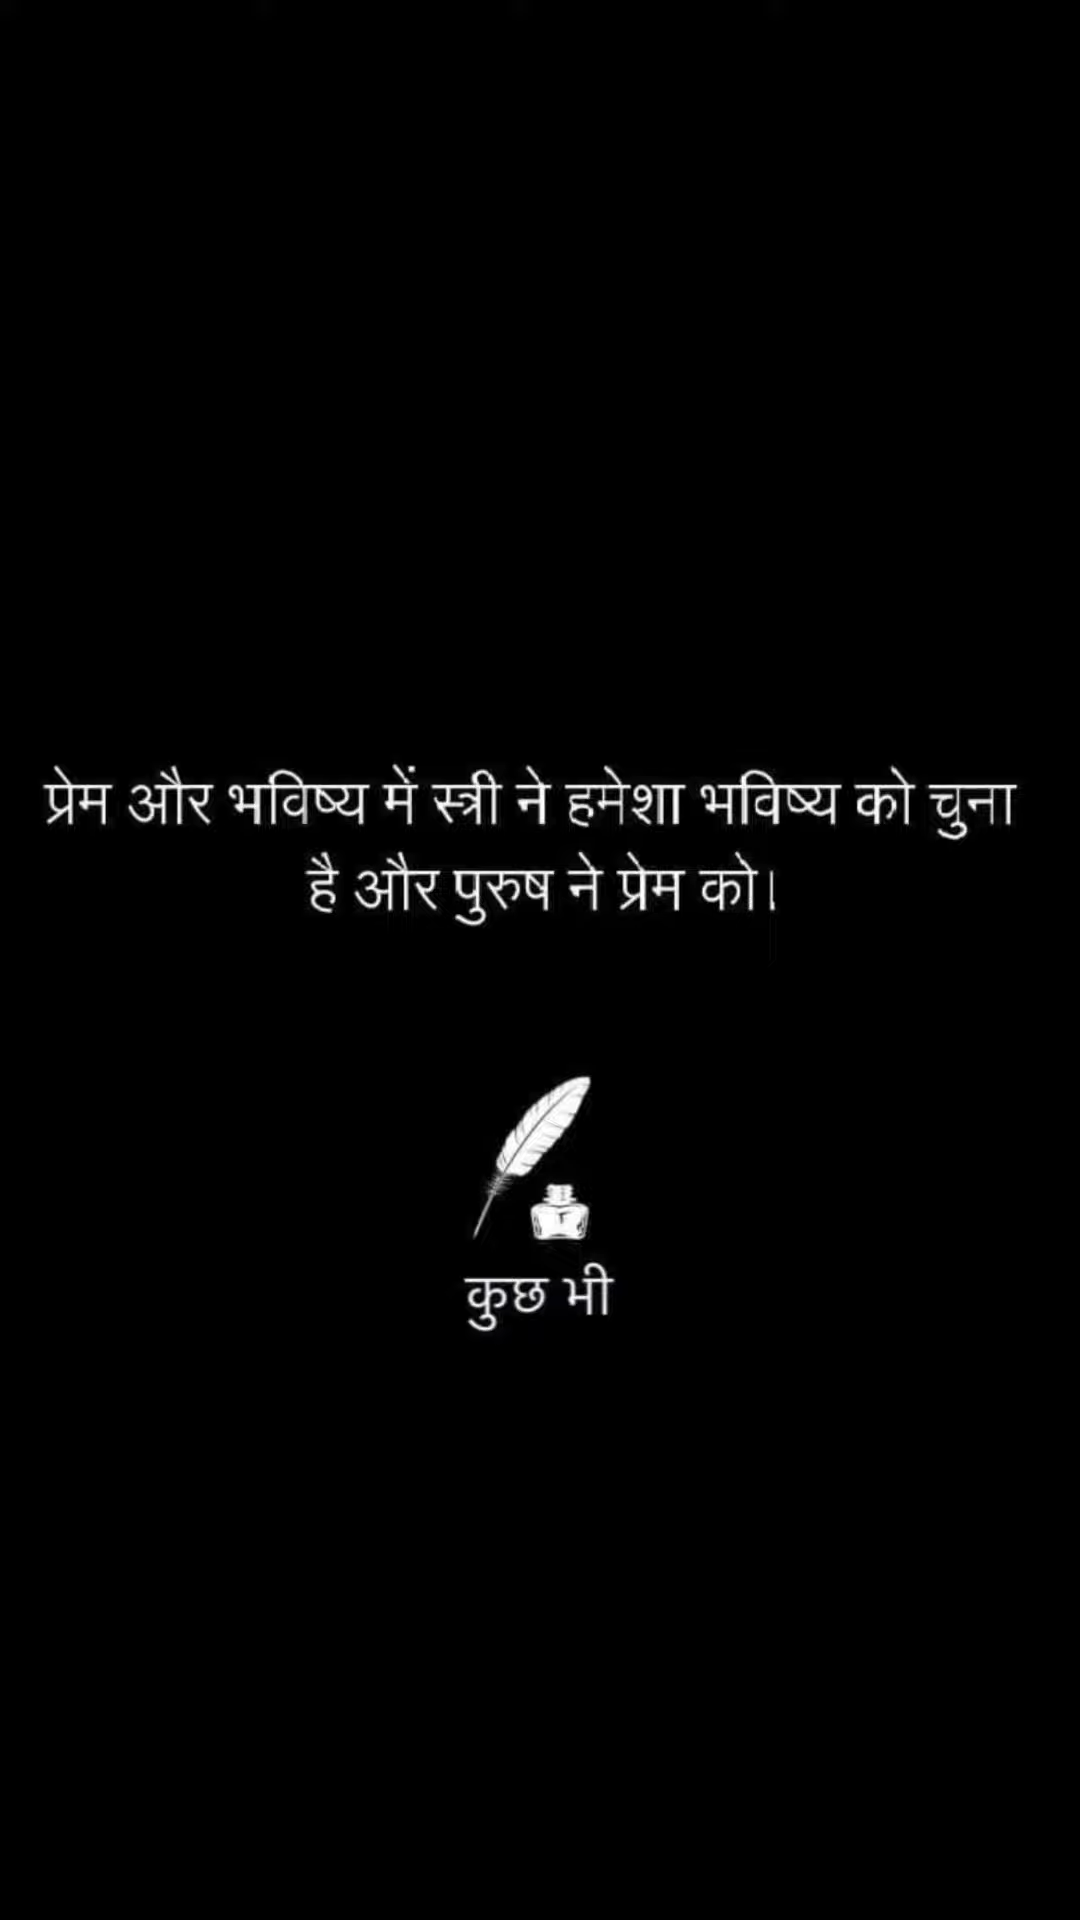 प्रेम और भविष्य में स्त्री ने हमेशा भविष्य को चुना
है और पुरुष ने प्रेम को।
कुछ भी